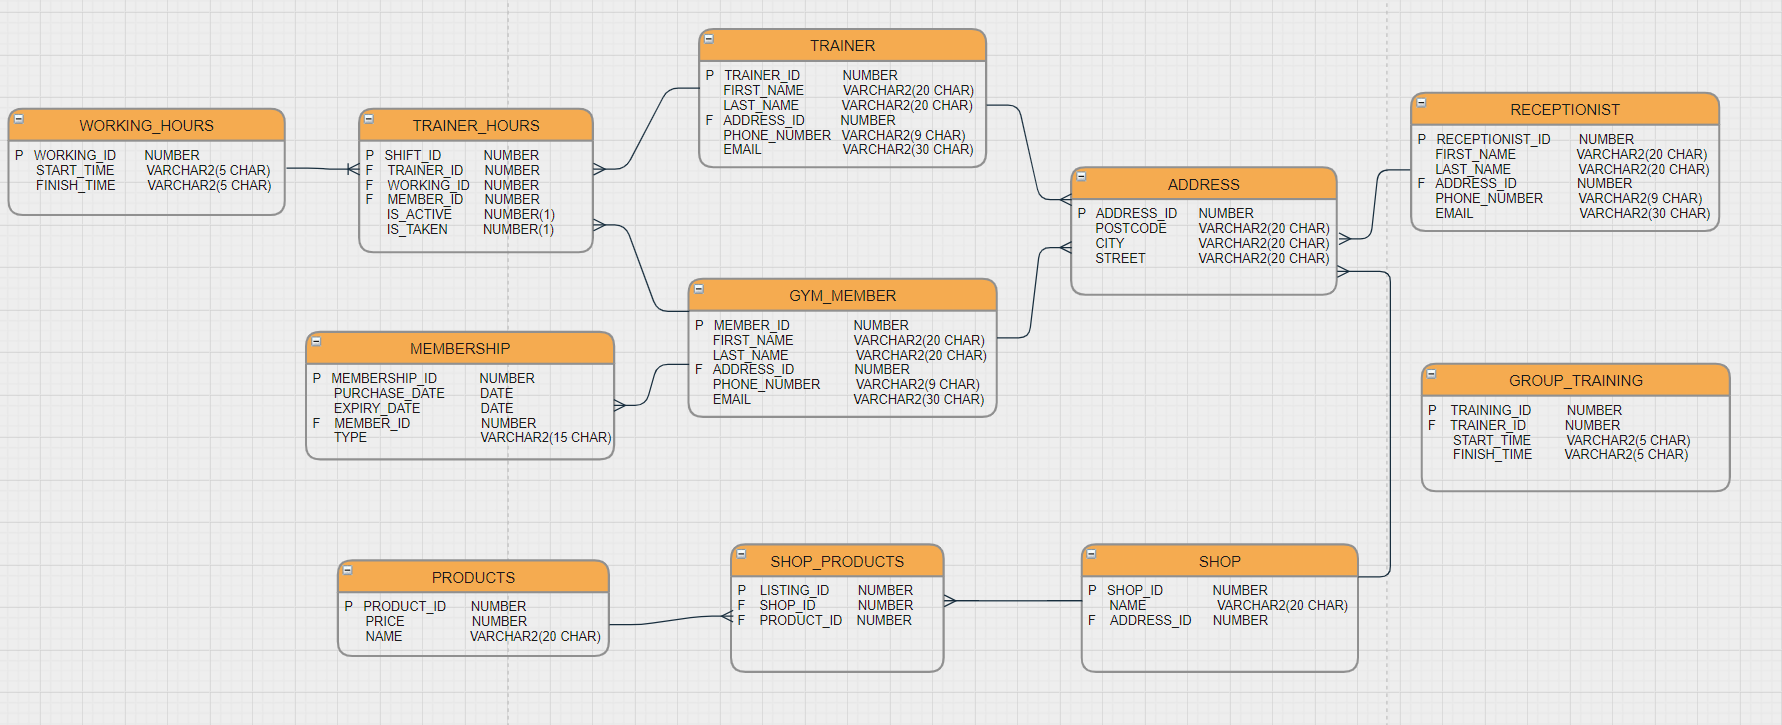 TRAINER
P TRAINER_ID NUMBER
FIRST_NAME VARCHAR2(20 CHAR)
LAST_NAME VARCHAR2(20 CHAR)
F ADDRESS_ID NUMBER
PHONE_NUMBER VARCHAR2(9 CHAR)
EMAIL VARCHAR2(30 CHAR)
WORKING_HOURS
P WORKING_ID NUMBER
START_TIME VARCHAR2(5 CHAR)
FINISH_TIME VARCHAR2(5 CHAR)
TRAINER_HOURS
P SHIFT_ID NUMBER
F TRAINER_ID NUMBER
F WORKING_ID NUMBER
F MEMBER_ID NUMBER
IS_ACTIVE NUMBER(1)
IS_TAKEN NUMBER(1)
RECEPTIONIST
P RECEPTIONIST_ID NUMBER
FIRST_NAME VARCHAR2(20 CHAR)
LAST_NAME VARCHAR2(20 CHAR)
F ADDRESS_ID NUMBER
PHONE_NUMBER VARCHAR2(9 CHAR)
EMAIL VARCHAR2(30 CHAR)
ADDRESS
P ADDRESS_ID NUMBER
POSTCODE VARCHAR2(20 CHAR)
CITY VARCHAR2(20 CHAR)
STREET VARCHAR2(20 CHAR)
GYM_MEMBER
P MEMBER_ID NUMBER
FIRST_NAME VARCHAR2(20 CHAR)
LAST_NAME VARCHAR2(20 CHAR)
F ADDRESS_ID NUMBER
PHONE_NUMBER VARCHAR2(9 CHAR)
EMAIL VARCHAR2(30 CHAR)
MEMBERSHIP
P MEMBERSHIP_ID NUMBER
PURCHASE_DATE DATE
EXPIRY_DATE DATE
F MEMBER_ID NUMBER
TYPE VARCHAR2(15 CHAR)
GROUP_TRAINING
P TRAINING_ID NUMBER
F TRAINER_ID NUMBER
START_TIME VARCHAR2(5 CHAR)
FINISH_TIME VARCHAR2(5 CHAR)
PRODUCTS
P PRODUCT_ID NUMBER
PRICE NUMBER
NAME VARCHAR2(20 CHAR)
SHOP_PRODUCTS
P LISTING_ID NUMBER
F SHOP_ID NUMBER
F PRODUCT_ID NUMBER
SHOP
P SHOP_ID NUMBER
NAME VARCHAR2(20 CHAR)
F ADDRESS_ID NUMBER